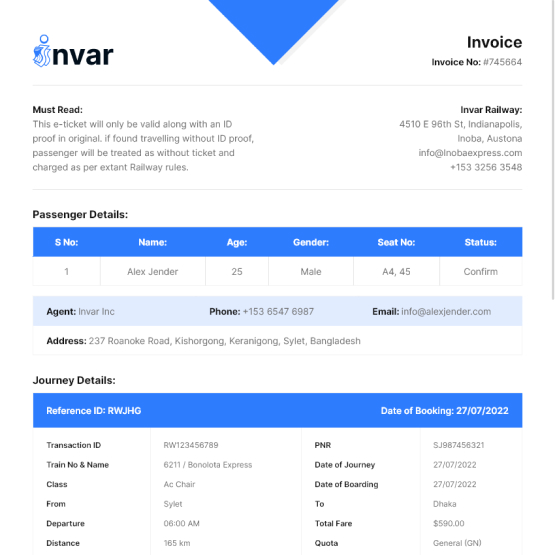 invar
Invoice
Invoice No: #745664
Must Read:
This e-ticket will only be valid along with an ID
proof in original. if found travelling without ID proof,
passenger will be treated as without ticket and
charged as per extant Railway rules.
Invar Railway:
4510 E 96th St, Indianapolis,
Inoba, Austona
info@Inobaexpress.com
+153 3256 3548
Passenger Details:
S No: Name: Age: Gender: Seat No: Status:
1 Alex Jender 25 Male A4, 45 Confirm
Agent: Invar Inc Phone: +153 6547 6987 Email: info@alexjender.com
Address: 237 Roanoke Road, Kishorgong, Keranigong, Sylet, Bangladesh
Journey Details:
Reference ID: RWJHG Date of Booking: 27/07/2022
Transaction ID RW123456789 PNR SJ987456321
Train No & Name 6211 / Bonolota Express Date of Journey 27/07/2022
Class Ac Chair Date of Boarding 27/07/2022
From Sylet To Dhaka
Departure 06:00 AM Total Fare $590.00
Distance 165 km Quota General (GN)